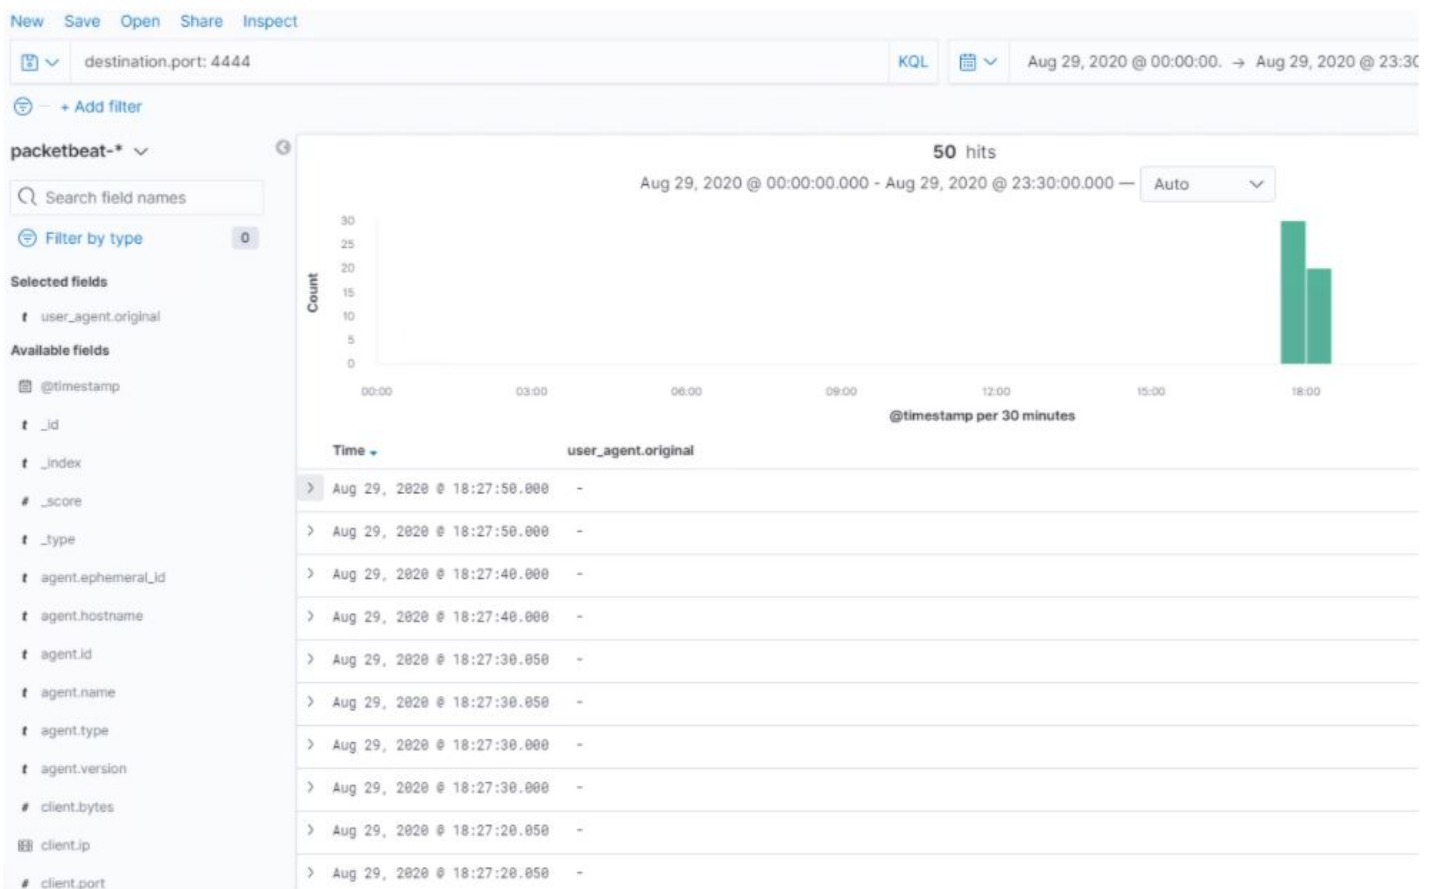 New Save Open Share Inspect
destination.port: 4444 KQL Aug 29, 2020 @ 00:00:00. → Aug 29, 2020 @ 23:30
+ Add filter
packetbeat-*
50 hits
Aug 29, 2020 @ 00:00:00.000 - Aug 29, 2020 @ 23:30:00.000 — Auto
Search field names
Filter by type 0
Selected fields
t user_agent.original
Available fields
@timestamp
t _id
t _index
# _score
t _type
t agent.ephemeral_id
t agent.hostname
t agent.id
t agent.name
t agent.type
t agent.version
# client.bytes
client.ip
# client.port
Count
30
25
20
15
10
5
0
00:00 03:00 06:00 09:00 12:00 15:00 18:00
@timestamp per 30 minutes
Time user_agent.original
> Aug 29, 2020 @ 18:27:50.000 -
> Aug 29, 2020 @ 18:27:50.000 -
> Aug 29, 2020 @ 18:27:40.000 -
> Aug 29, 2020 @ 18:27:40.000 -
> Aug 29, 2020 @ 18:27:30.050 -
> Aug 29, 2020 @ 18:27:30.050 -
> Aug 29, 2020 @ 18:27:30.000 -
> Aug 29, 2020 @ 18:27:30.000 -
> Aug 29, 2020 @ 18:27:20.050 -
> Aug 29, 2020 @ 18:27:20.050 -